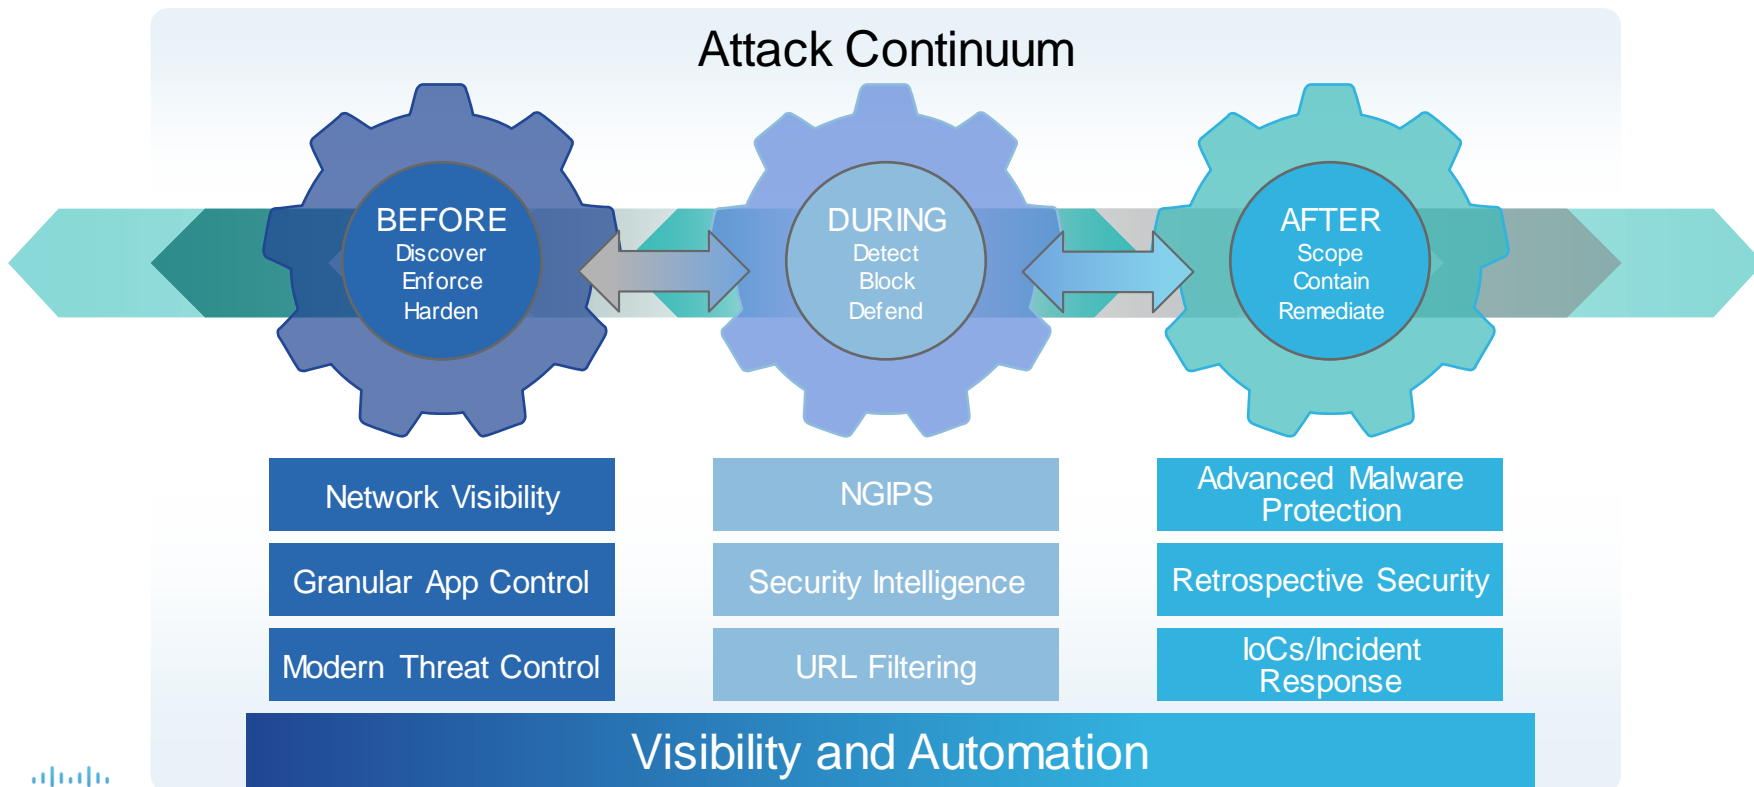 Attack Continuum
BEFORE
Discover
Enforce
Harden
DURING
Detect
Block
Defend
AFTER
Scope
Contain
Remediate
Network Visibility
Granular App Control
Modern Threat Control
NGIPS
Security Intelligence
URL Filtering
Advanced Malware
Protection
Retrospective Security
IoCs/Incident
Response
Visibility and Automation